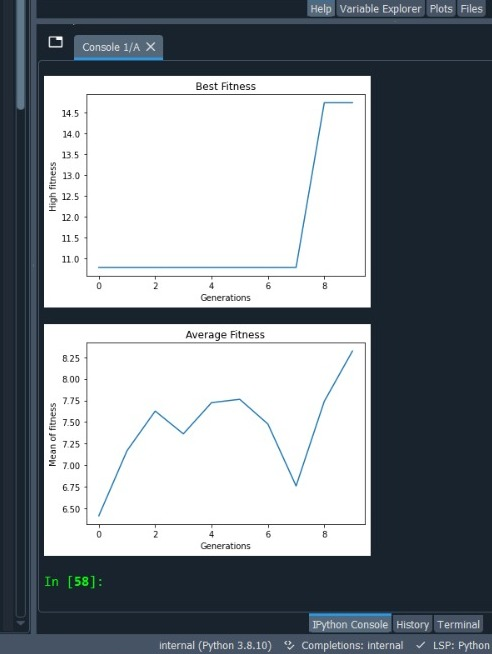 Help Variable Explorer Plots Files
Console 1/A
Best Fitness
14.5
14.0
13.5
13.0
12.5
12.0
11.5
11.0
High fitness
0 2 4 6 8
Generations
Average Fitness
8.25
8.00
7.75
7.50
7.25
7.00
6.75
6.50
Mean of fitness
0 2 4 6 8
Generations
In [58]:
IPython Console History Terminal
internal (Python 3.8.10) Completions: internal LSP: Python